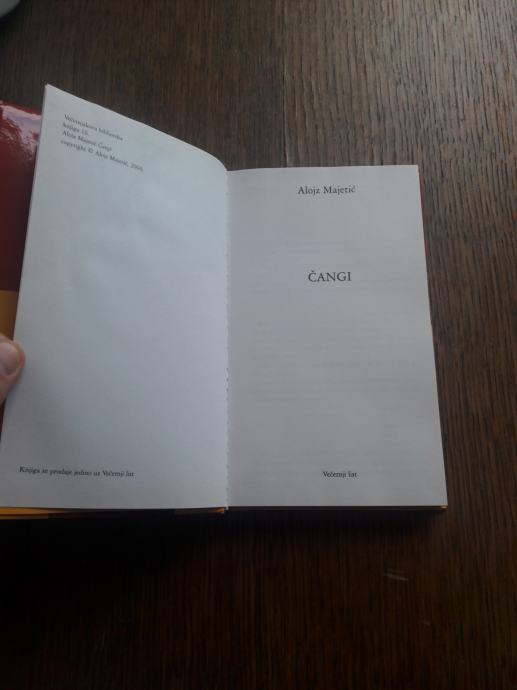 Večernjakova biblioteka
knjiga 18.
Alojz Majetić Čangi
copyright © Alojz Majetić, 2004,
Knjiga se prodaje jedino uz Večernji list
Alojz Majetić
ČANGI
Večernji list